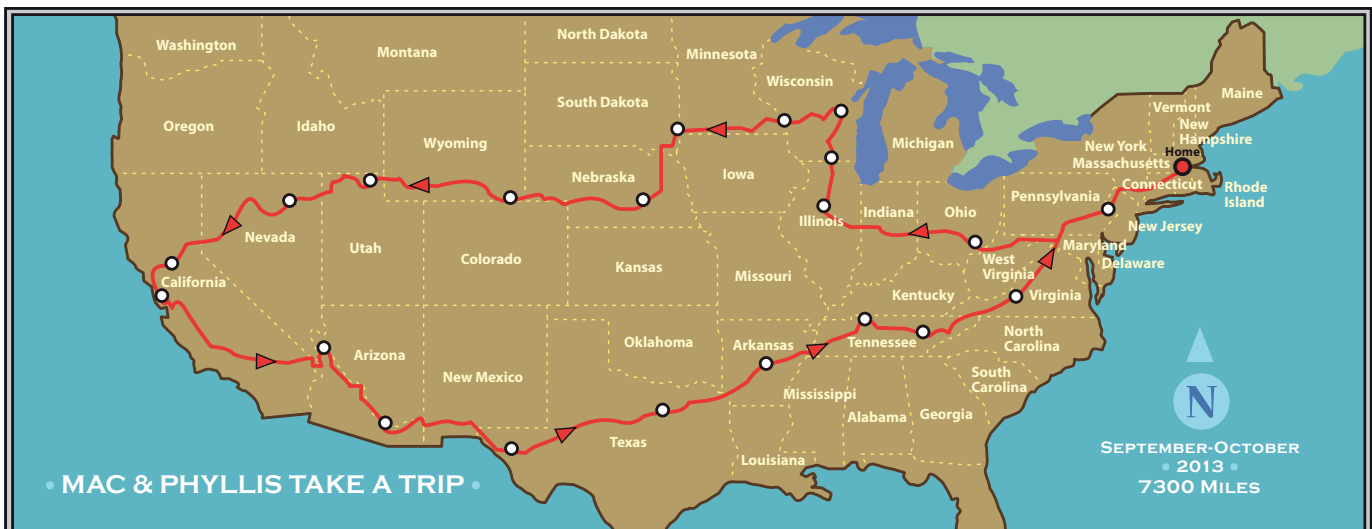 Washington
Montana
North Dakota
Minnesota
Wisconsin
Michigan
Maine
Vermont
New
Hampshire
Oregon
Idaho
Wyoming
South Dakota
New York
Home
Massachusetts
Connecticut
Rhode
Island
Nebraska
Iowa
Pennsylvania
New Jersey
Nevada
Utah
Colorado
Kansas
Missouri
Illinois
Indiana
Ohio
West
Virginia
Maryland
Delaware
California
Kentucky
Virginia
Arizona
New Mexico
Oklahoma
Arkansas
Tennessee
North
Carolina
South
Carolina
Texas
Mississippi
Alabama
Georgia
Louisiana
N
SEPTEMBER-OCTOBER
• 2013 •
7300 MILES
• MAC & PHYLLIS TAKE A TRIP •